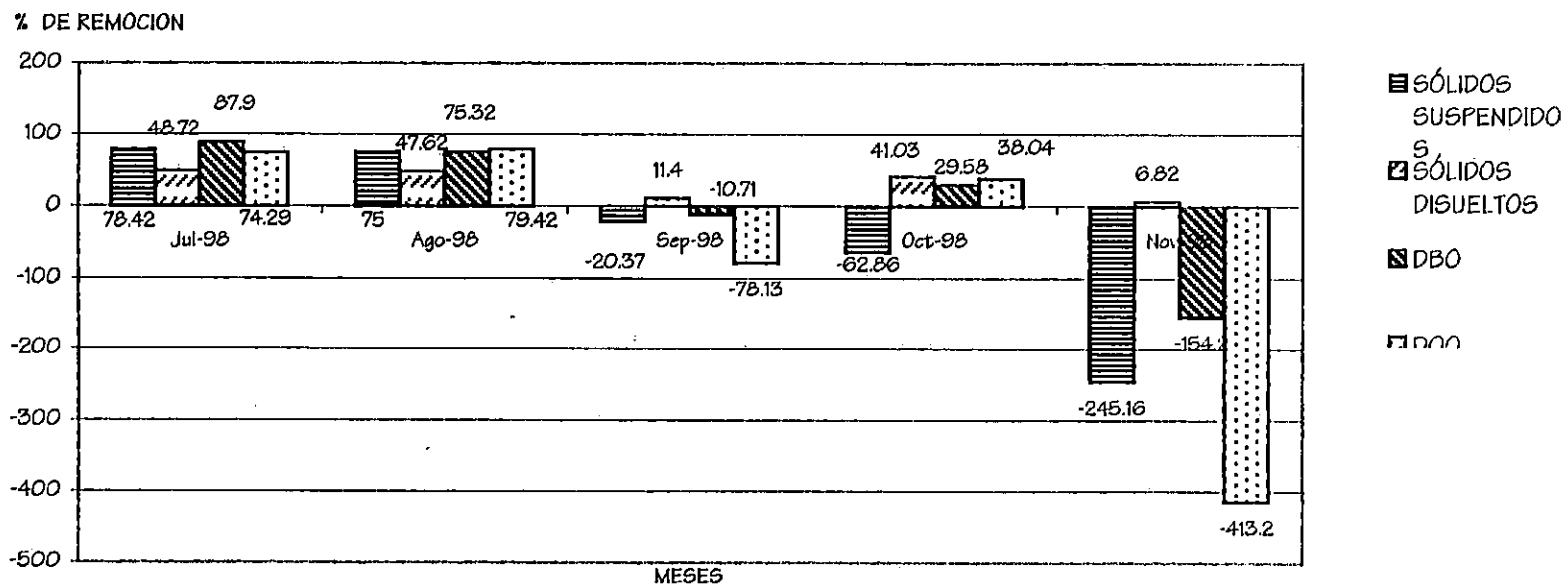 % DE REMOCION
200
100
0
-100
-200
-300
-400
-500
78.42
48.72
87.9
74.29
Jul-98
75
47.62
75.32
79.42
Ago-98
-20.37
11.4
-10.71
-78.13
Sep-98
-62.86
41.03
29.58
38.04
Oct-98
-245.16
6.82
-413.2
MESES
SÓLIDOS
SUSPENDIDO
S
SÓLIDOS
DISUELTOS
DBO